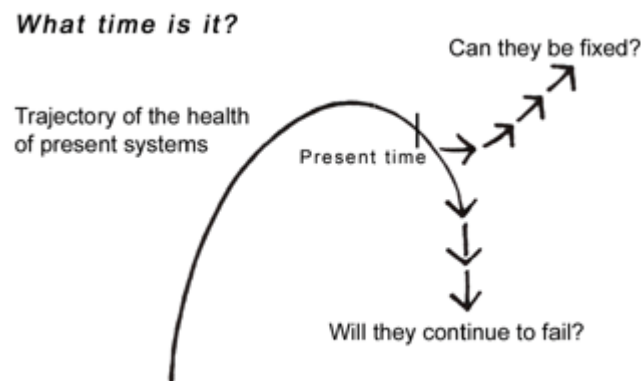 What time is it?
Can they be fixed?
Trajectory of the health
of present systems
Present time
Will they continue to fail?